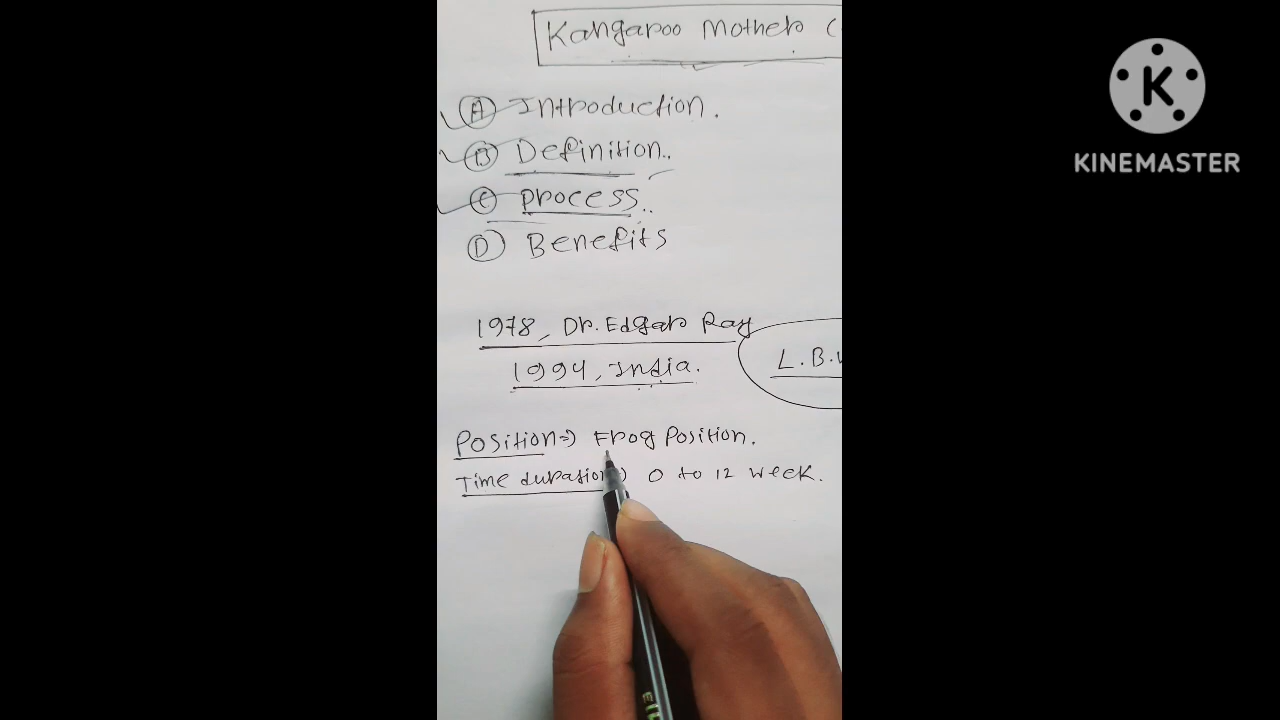 Kangaroo Mother (
A Introduction.
B Definition..
C process..
D Benefits
1978, Dr. Edgar Ray
1994, India.
L.B.W
Position => Frog Position.
Time duration => 0 to 12 week.
K
KINEMASTER